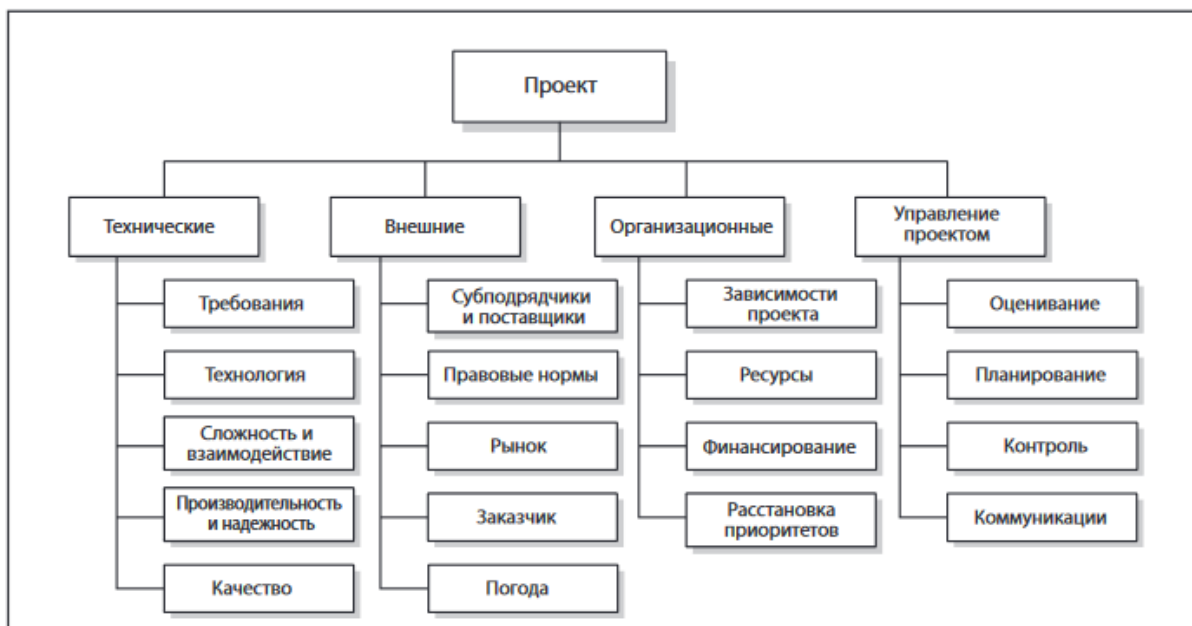 Проект
Технические
Внешние
Организационные
Управление
проектом
Требования
Технология
Сложность и
взаимодействие
Производительность
и надежность
Качество
Субподрядчики
и поставщики
Правовые нормы
Рынок
Заказчик
Погода
Зависимости
проекта
Ресурсы
Финансирование
Расстановка
приоритетов
Оценивание
Планирование
Контроль
Коммуникации